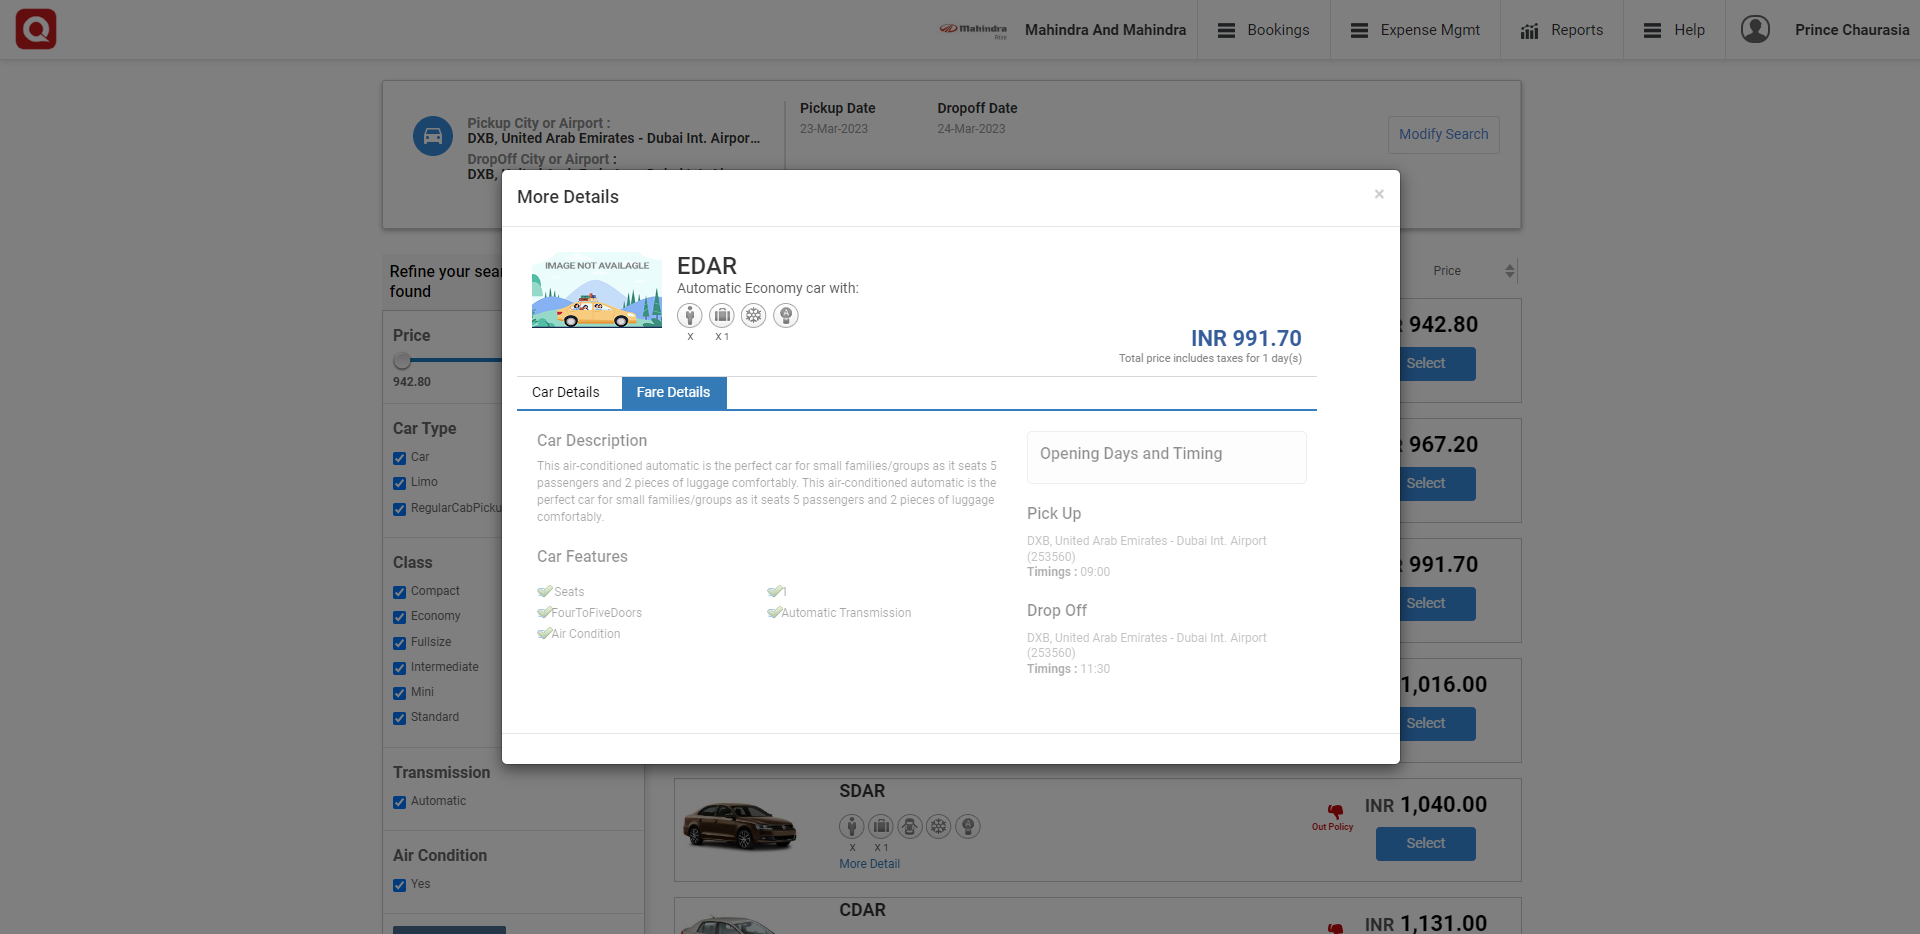 Mahindra
Rise
Mahindra And Mahindra
Bookings
Expense Mgmt
Reports
Help
Prince Chaurasia
Pickup City or Airport :
DXB, United Arab Emirates - Dubai Int. Airpor...
DropOff City or Airport :
DXB,
Pickup Date
23-Mar-2023
Dropoff Date
24-Mar-2023
Modify Search
Refine your sear
found
Price
942.80
Car Type
Car
Limo
RegularCabPicku
Class
Compact
Economy
Fullsize
Intermediate
Mini
Standard
Transmission
Automatic
Air Condition
Yes
More Details
×
IMAGE NOT AVAILAGLE
EDAR
Automatic Economy car with:
X
X 1
INR 991.70
Total price includes taxes for 1 day(s)
Car Details
Fare Details
Car Description
This air-conditioned automatic is the perfect car for small families/groups as it seats 5
passengers and 2 pieces of luggage comfortably. This air-conditioned automatic is the
perfect car for small families/groups as it seats 5 passengers and 2 pieces of luggage
comfortably.
Car Features
Seats
1
FourToFiveDoors
Automatic Transmission
Air Condition
Opening Days and Timing
Pick Up
DXB, United Arab Emirates - Dubai Int. Airport
(253560)
Timings : 09:00
Drop Off
DXB, United Arab Emirates - Dubai Int. Airport
(253560)
Timings : 11:30
Price
942.80
Select
967.20
Select
991.70
Select
1,016.00
Select
SDAR
X
X 1
More Detail
Out Policy
INR 1,040.00
Select
CDAR
INR 1,131.00